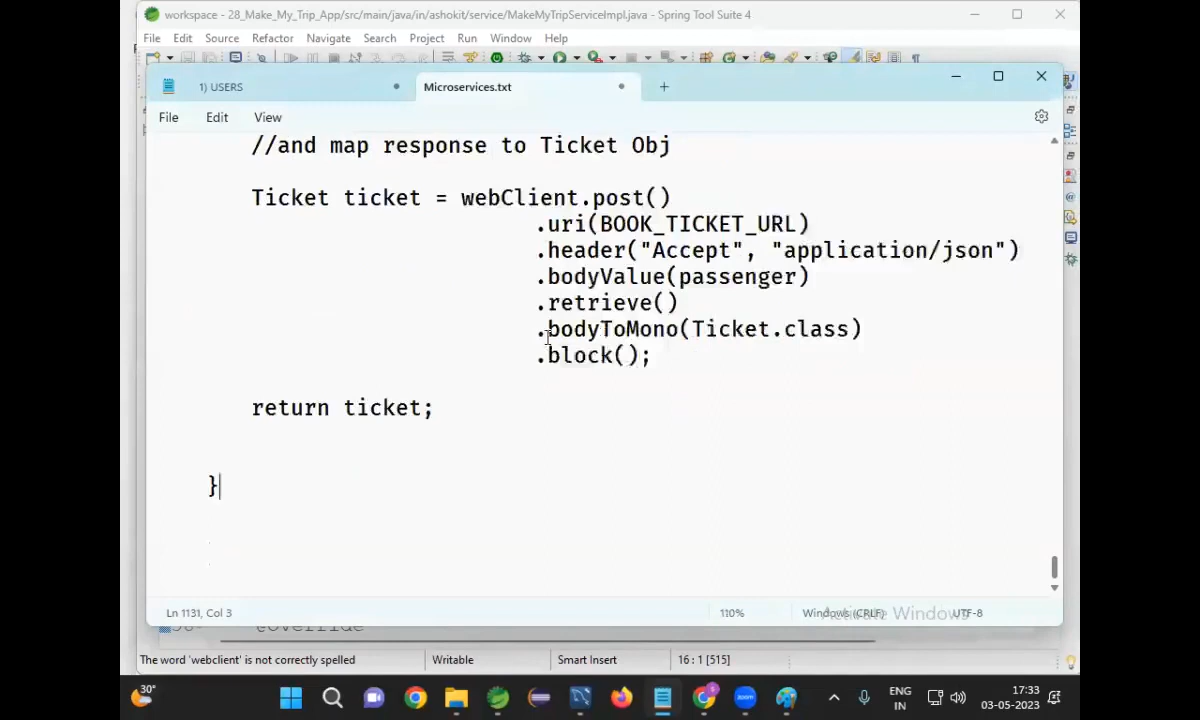 workspace - 28_Make_My_Trip_App/src/main/java/in/ashokit/service/MakeMyTripServiceImpl.java - Spring Tool Suite 4
File Edit Source Refactor Navigate Search Project Run Window Help
1) USERS Microservices.txt
File Edit View
//and map response to Ticket Obj
Ticket ticket = webClient.post()
.uri(BOOK_TICKET_URL)
.header("Accept", "application/json")
.bodyValue(passenger)
.retrieve()
.bodyToMono(Ticket.class)
.block();
return ticket;
}
Ln 1131, Col 3 110% Windows (CRLF) UTF-8
Activate Windows
@Override
The word 'webclient' is not correctly spelled Writable Smart Insert 16 : 1 [515]
30° ENG 17:33
IN 03-05-2023